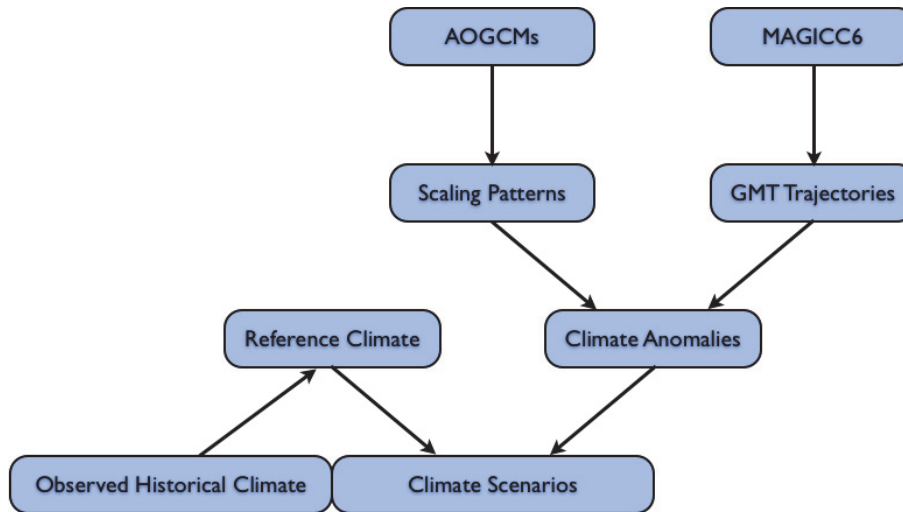 AOGCMs
MAGICC6
Scaling Patterns
GMT Trajectories
Reference Climate
Climate Anomalies
Observed Historical Climate
Climate Scenarios